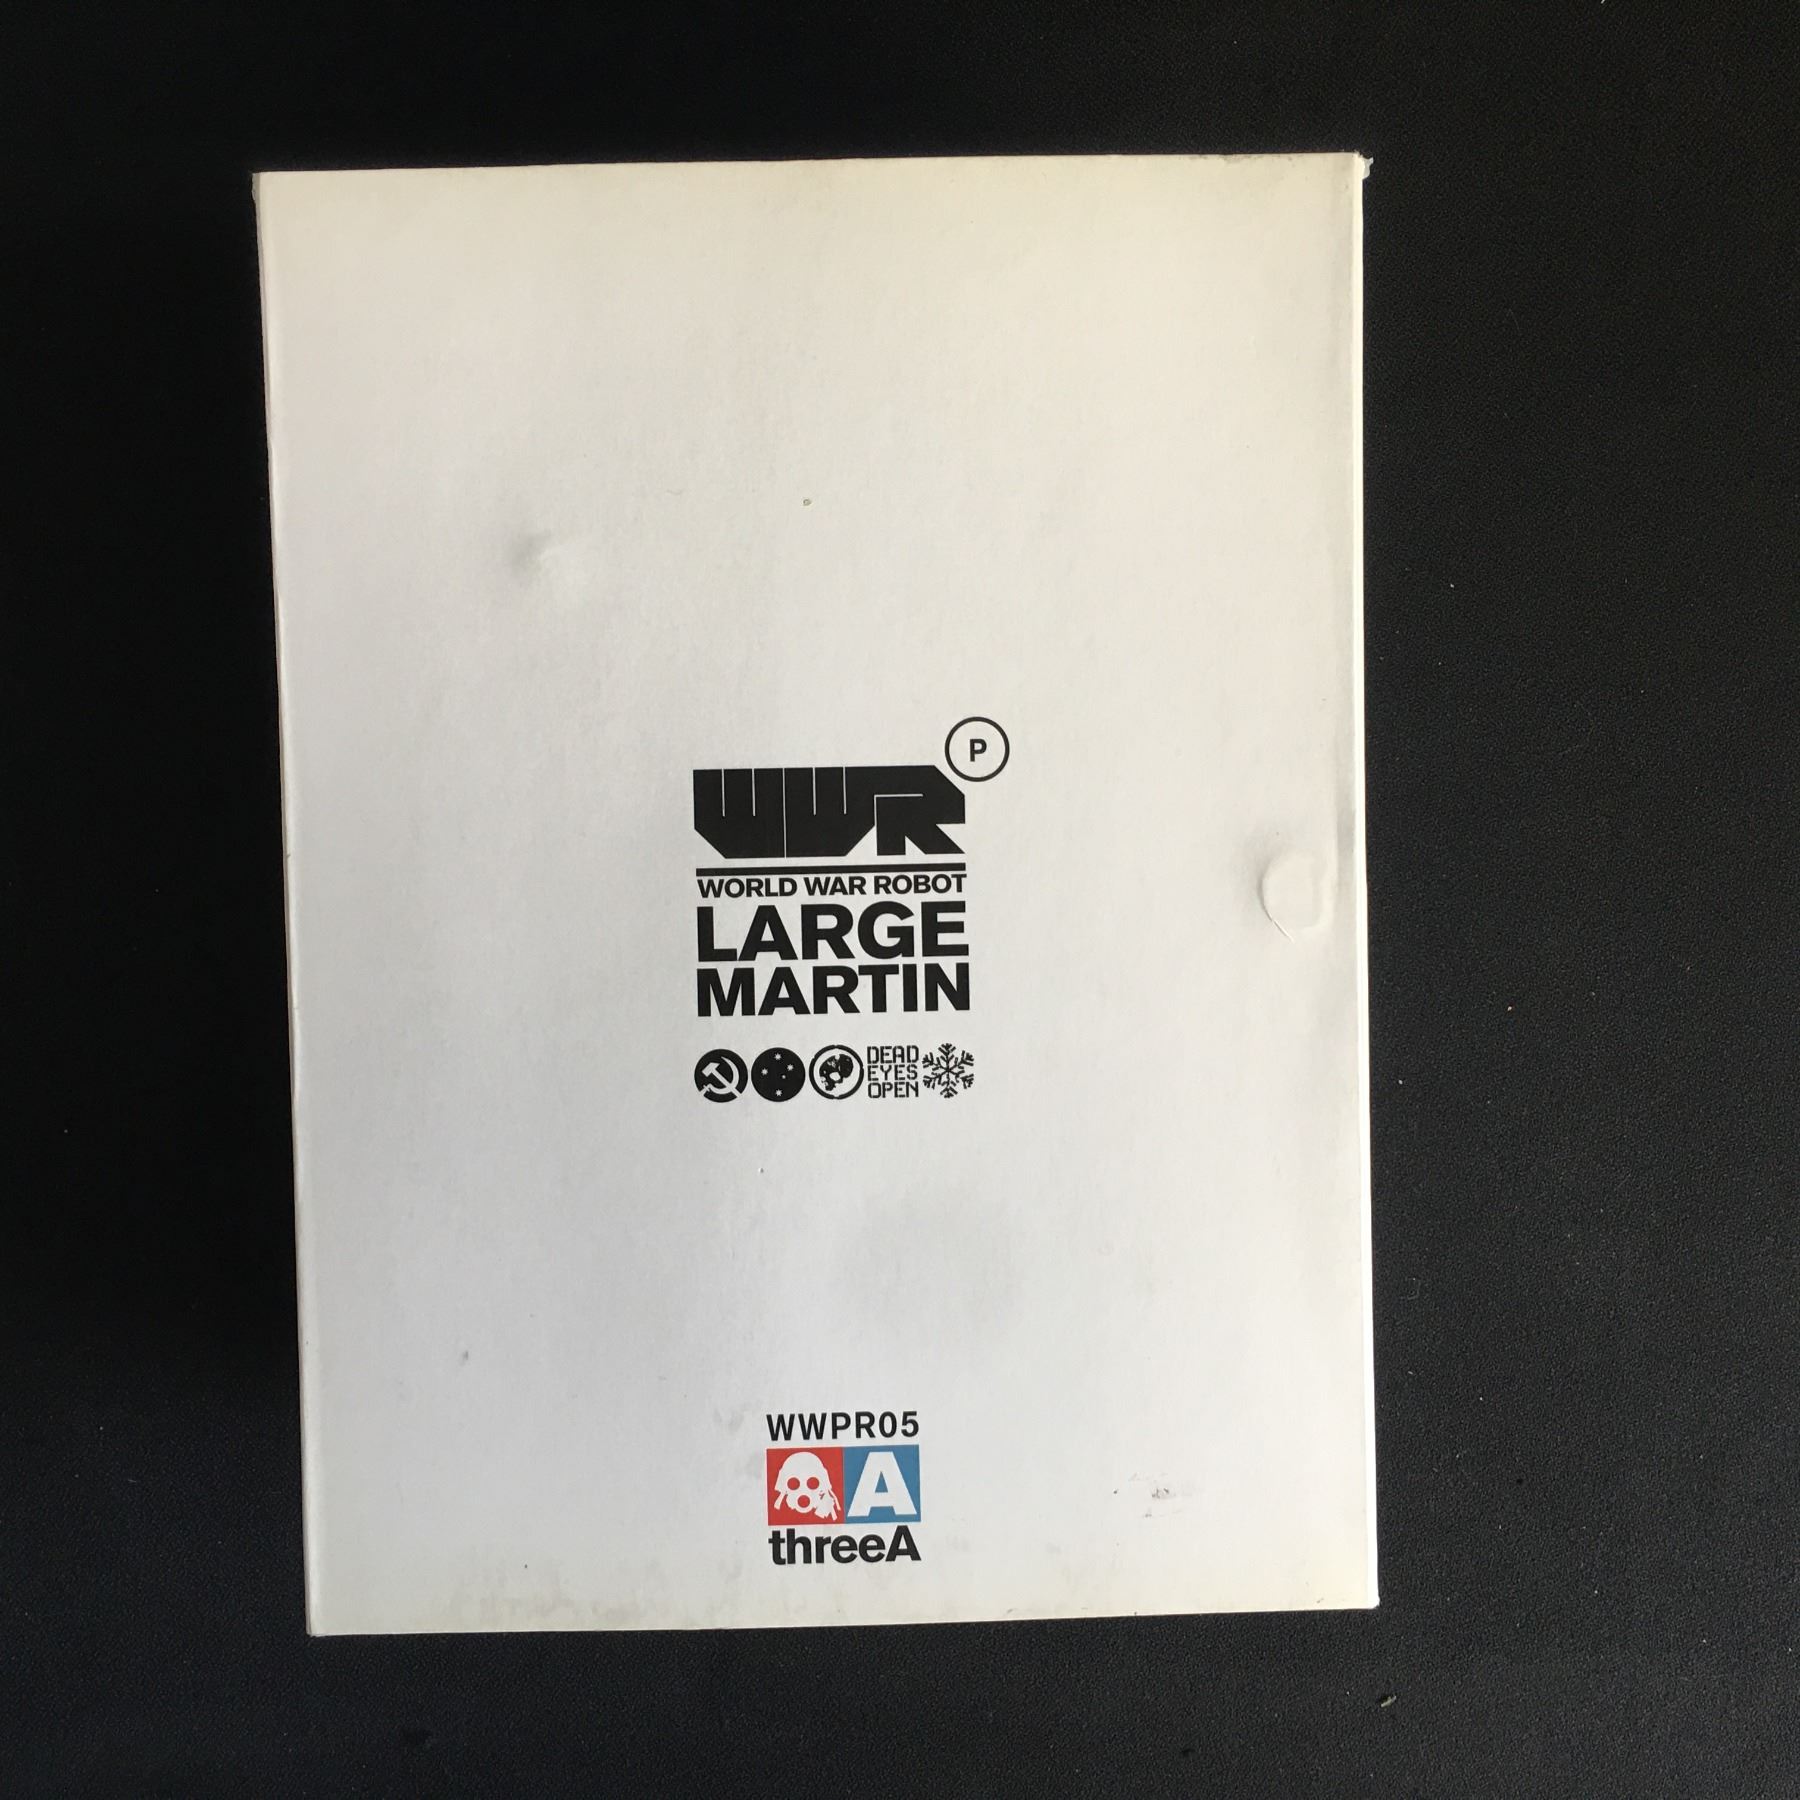 P
WWR
WORLD WAR ROBOT
LARGE
MARTIN
DEAD
EYES
OPEN
WWPR05
A
threeA